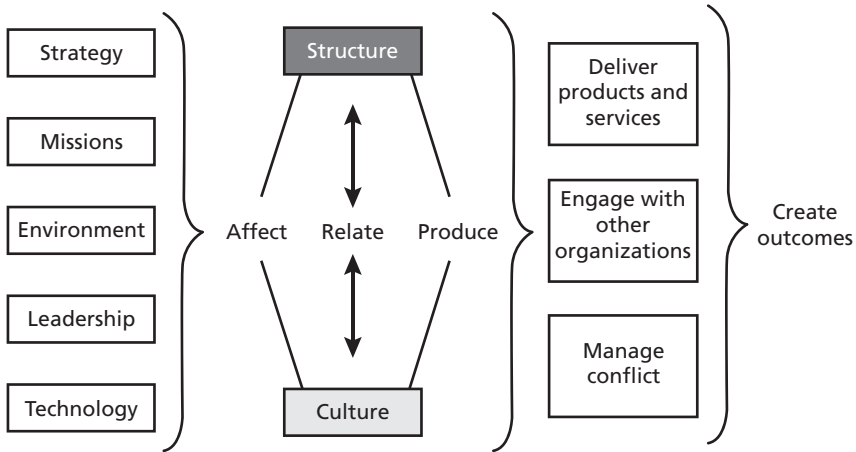 Strategy
Missions
Environment
Leadership
Technology
Structure
Affect
Relate
Produce
Culture
Deliver
products and
services
Engage with
other
organizations
Manage
conflict
Create
outcomes